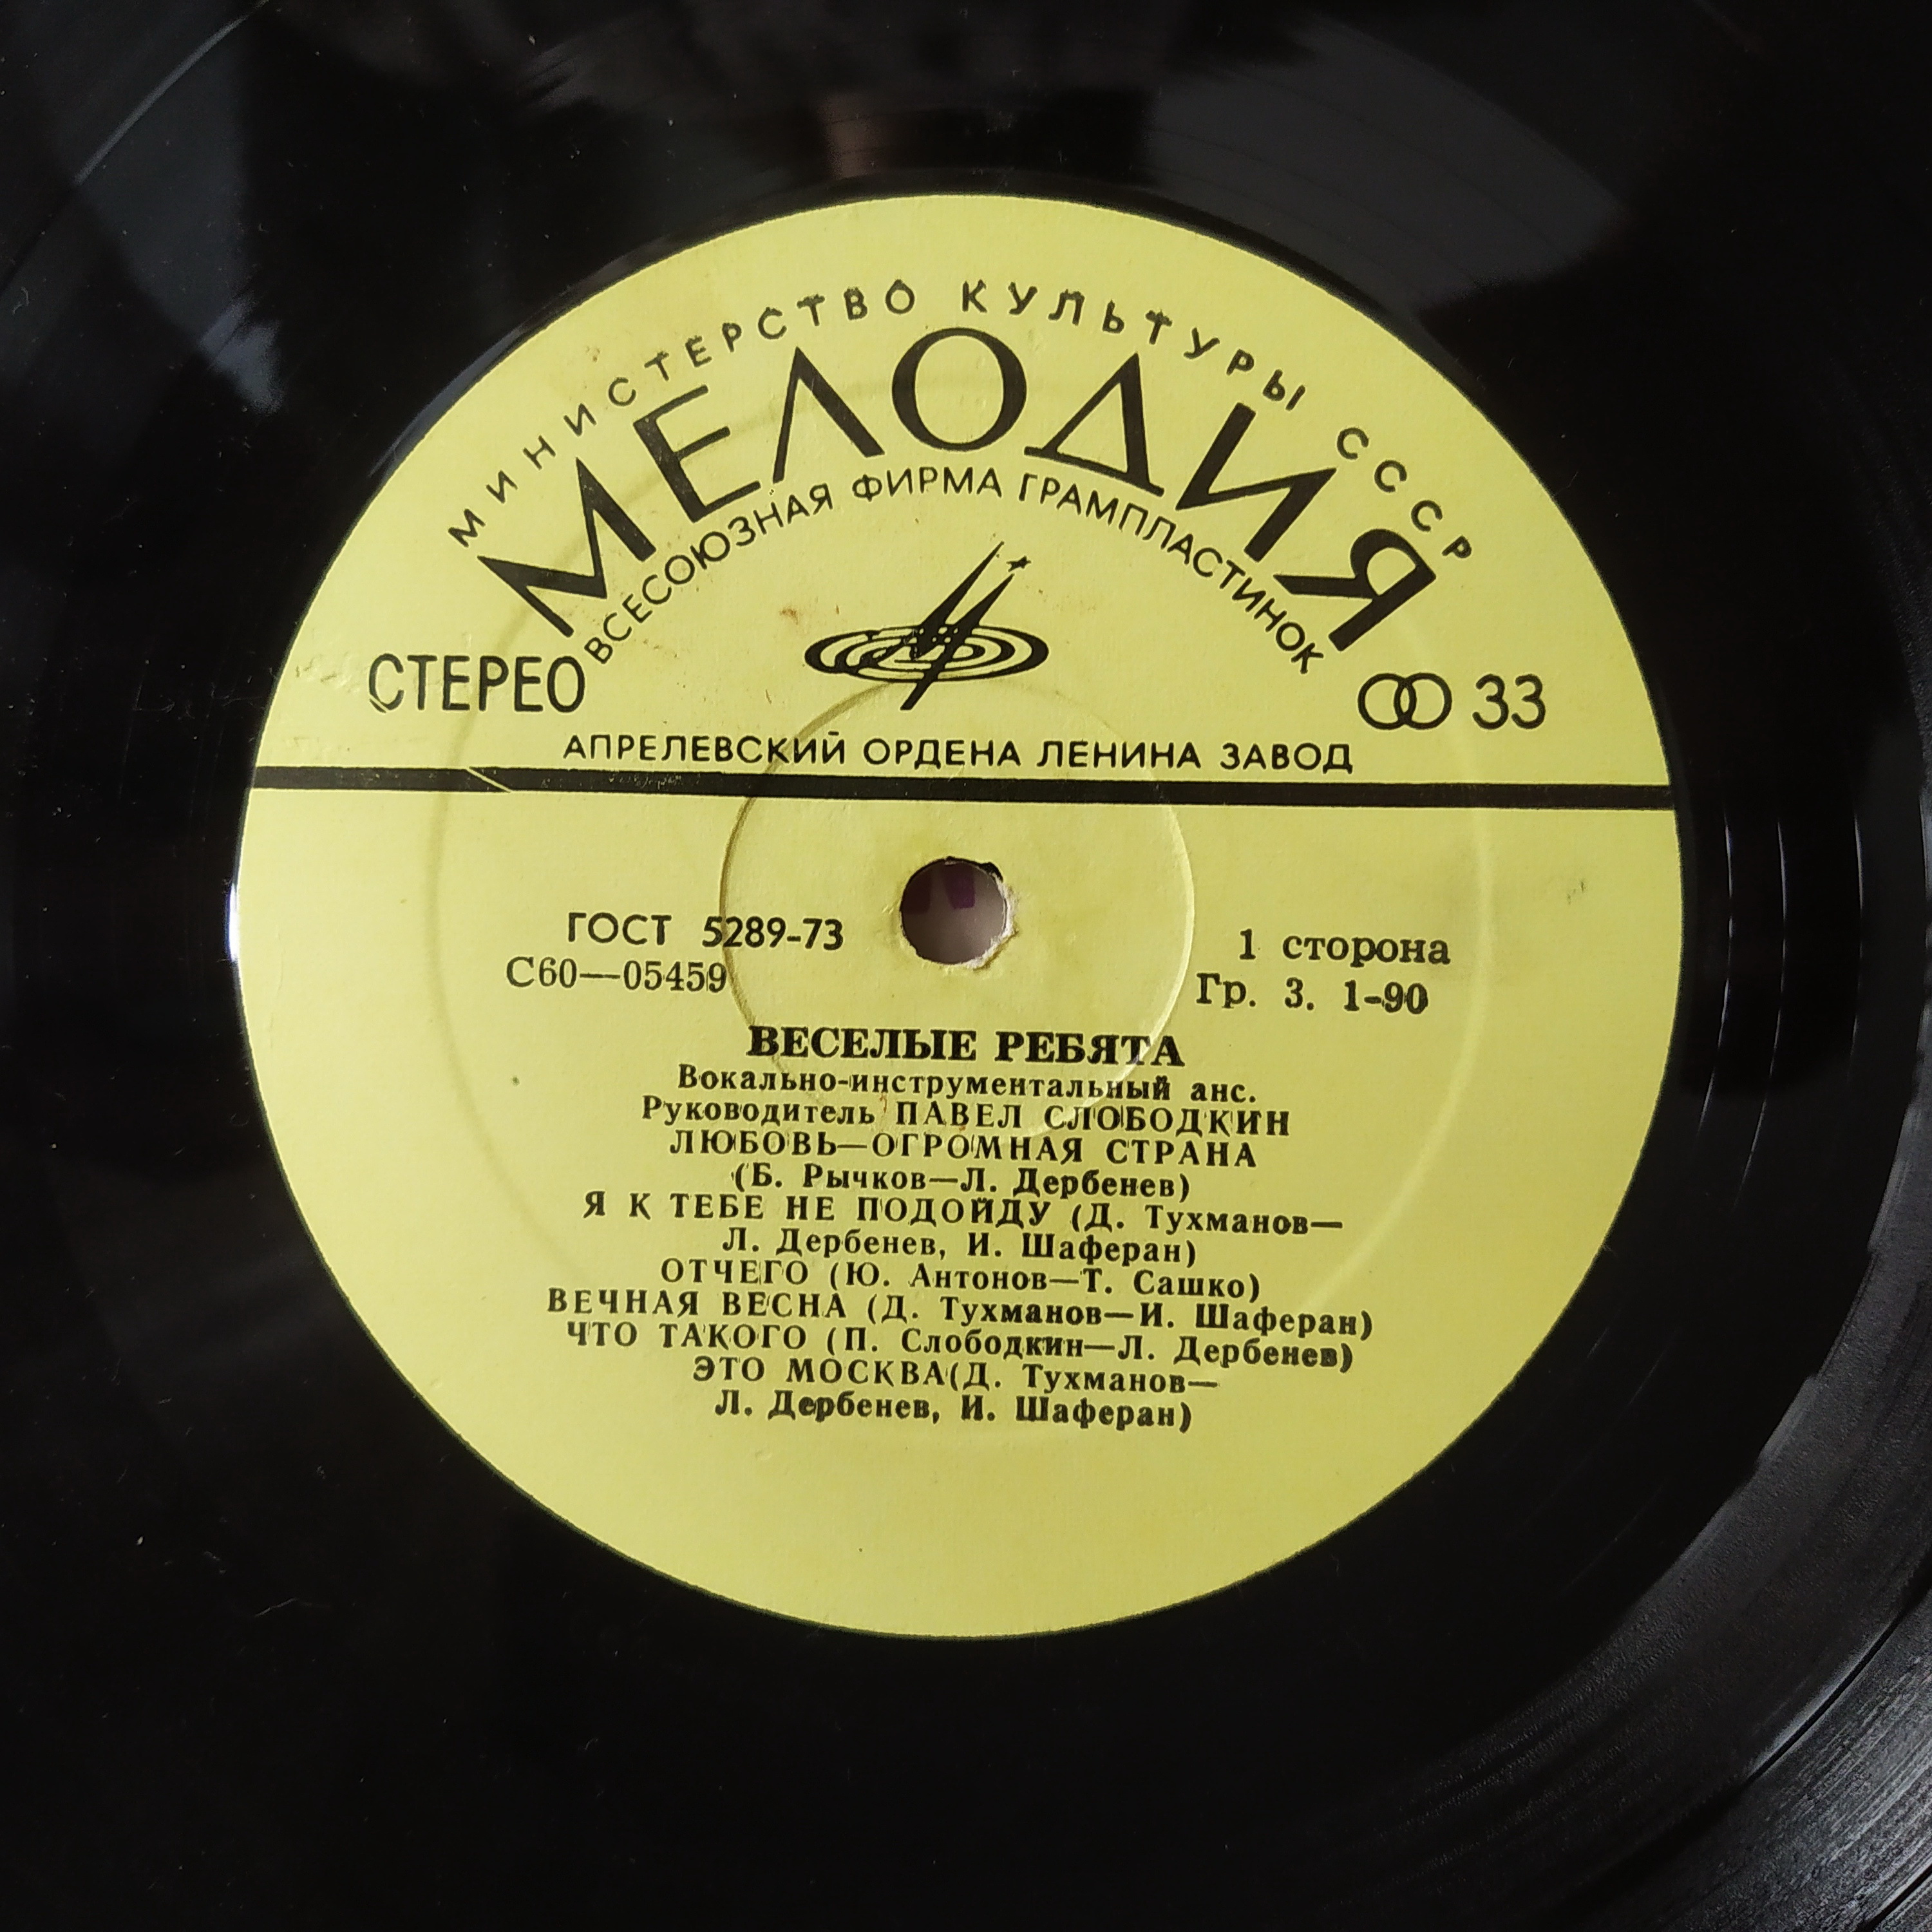 МИНИСТЕРСТВО КУЛЬТУРЫ СССР
МЕЛОДИЯ
ВСЕСОЮЗНАЯ ФИРМА ГРАМПЛАСТИНОК
СТЕРЕО
33
АПРЕЛЕВСКИЙ ОРДЕНА ЛЕНИНА ЗАВОД
ГОСТ 5289-73
1 сторона
С60—05459
Гр. 3. 1-90
ВЕСЕЛЫЕ РЕБЯТА
Вокально-инструментальный анс.
Руководитель ПАВЕЛ СЛОБОДКИН
ЛЮБОВЬ—ОГРОМНАЯ СТРАНА
(Б. Рычков—Л. Дербенев)
Я К ТЕБЕ НЕ ПОДОЙДУ (Д. Тухманов—
Л. Дербенев, И. Шаферан)
ОТЧЕГО (Ю. Антонов—Т. Сашко)
ВЕЧНАЯ ВЕСНА (Д. Тухманов—И. Шаферан)
ЧТО ТАКОГО (П. Слободкин—Л. Дербенев)
ЭТО МОСКВА(Д. Тухманов—
Л. Дербенев, И. Шаферан)